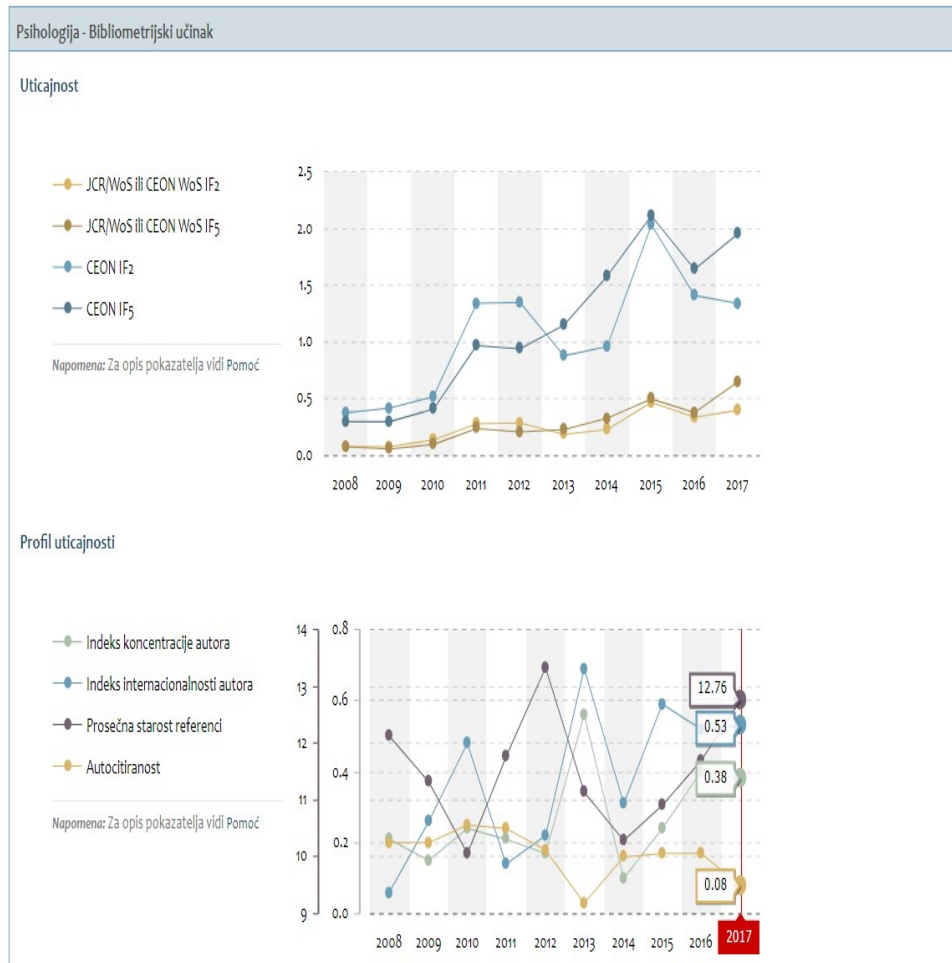 Psihologija - Bibliometrijski učinak
Uticajnost
JCR/WoS ili CEON WoS IF2
JCR/WoS ili CEON WoS IF5
CEON IF2
CEON IF5
Napomena: Za opis pokazatelja vidi Pomoć
2.5
2.0
1.5
1.0
0.5
0.0
2008 2009 2010 2011 2012 2013 2014 2015 2016 2017
Profil uticajnosti
Indeks koncentracije autora
Indeks internacionalnosti autora
Prosečna starost referenci
Autocitiranost
Napomena: Za opis pokazatelja vidi Pomoć
14 0.8
13
0.6
12
0.4
11
0.2
10
9 0.0
12.76
0.53
0.38
0.08
2008 2009 2010 2011 2012 2013 2014 2015 2016 2017